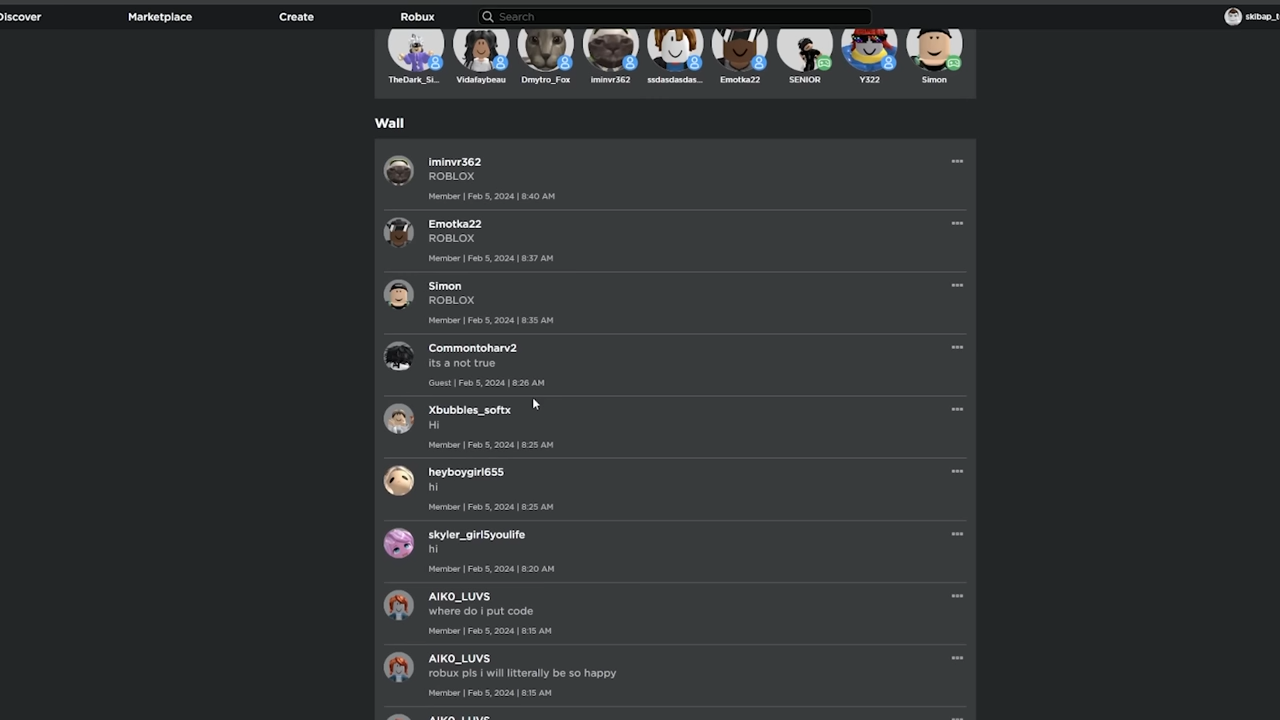 Discover Marketplace Create Robux Search skibap_t
TheDark_Si... Vidafaybeau Dmytro_Fox iminvr362 ssdasdasdas... Emotka22 SENIOR Y322 Simon
Wall
iminvr362
ROBLOX
Member | Feb 5, 2024 | 8:40 AM
Emotka22
ROBLOX
Member | Feb 5, 2024 | 8:37 AM
Simon
ROBLOX
Member | Feb 5, 2024 | 8:35 AM
Commontoharv2
its a not true
Guest | Feb 5, 2024 | 8:26 AM
Xbubbles_softx
Hi
Member | Feb 5, 2024 | 8:25 AM
heyboygirl655
hi
Member | Feb 5, 2024 | 8:25 AM
skyler_girl5youlife
hi
Member | Feb 5, 2024 | 8:20 AM
AIK0_LUVS
where do i put code
Member | Feb 5, 2024 | 8:15 AM
AIK0_LUVS
robux pls i will litterally be so happy
Member | Feb 5, 2024 | 8:15 AM
AIK0_LUVS